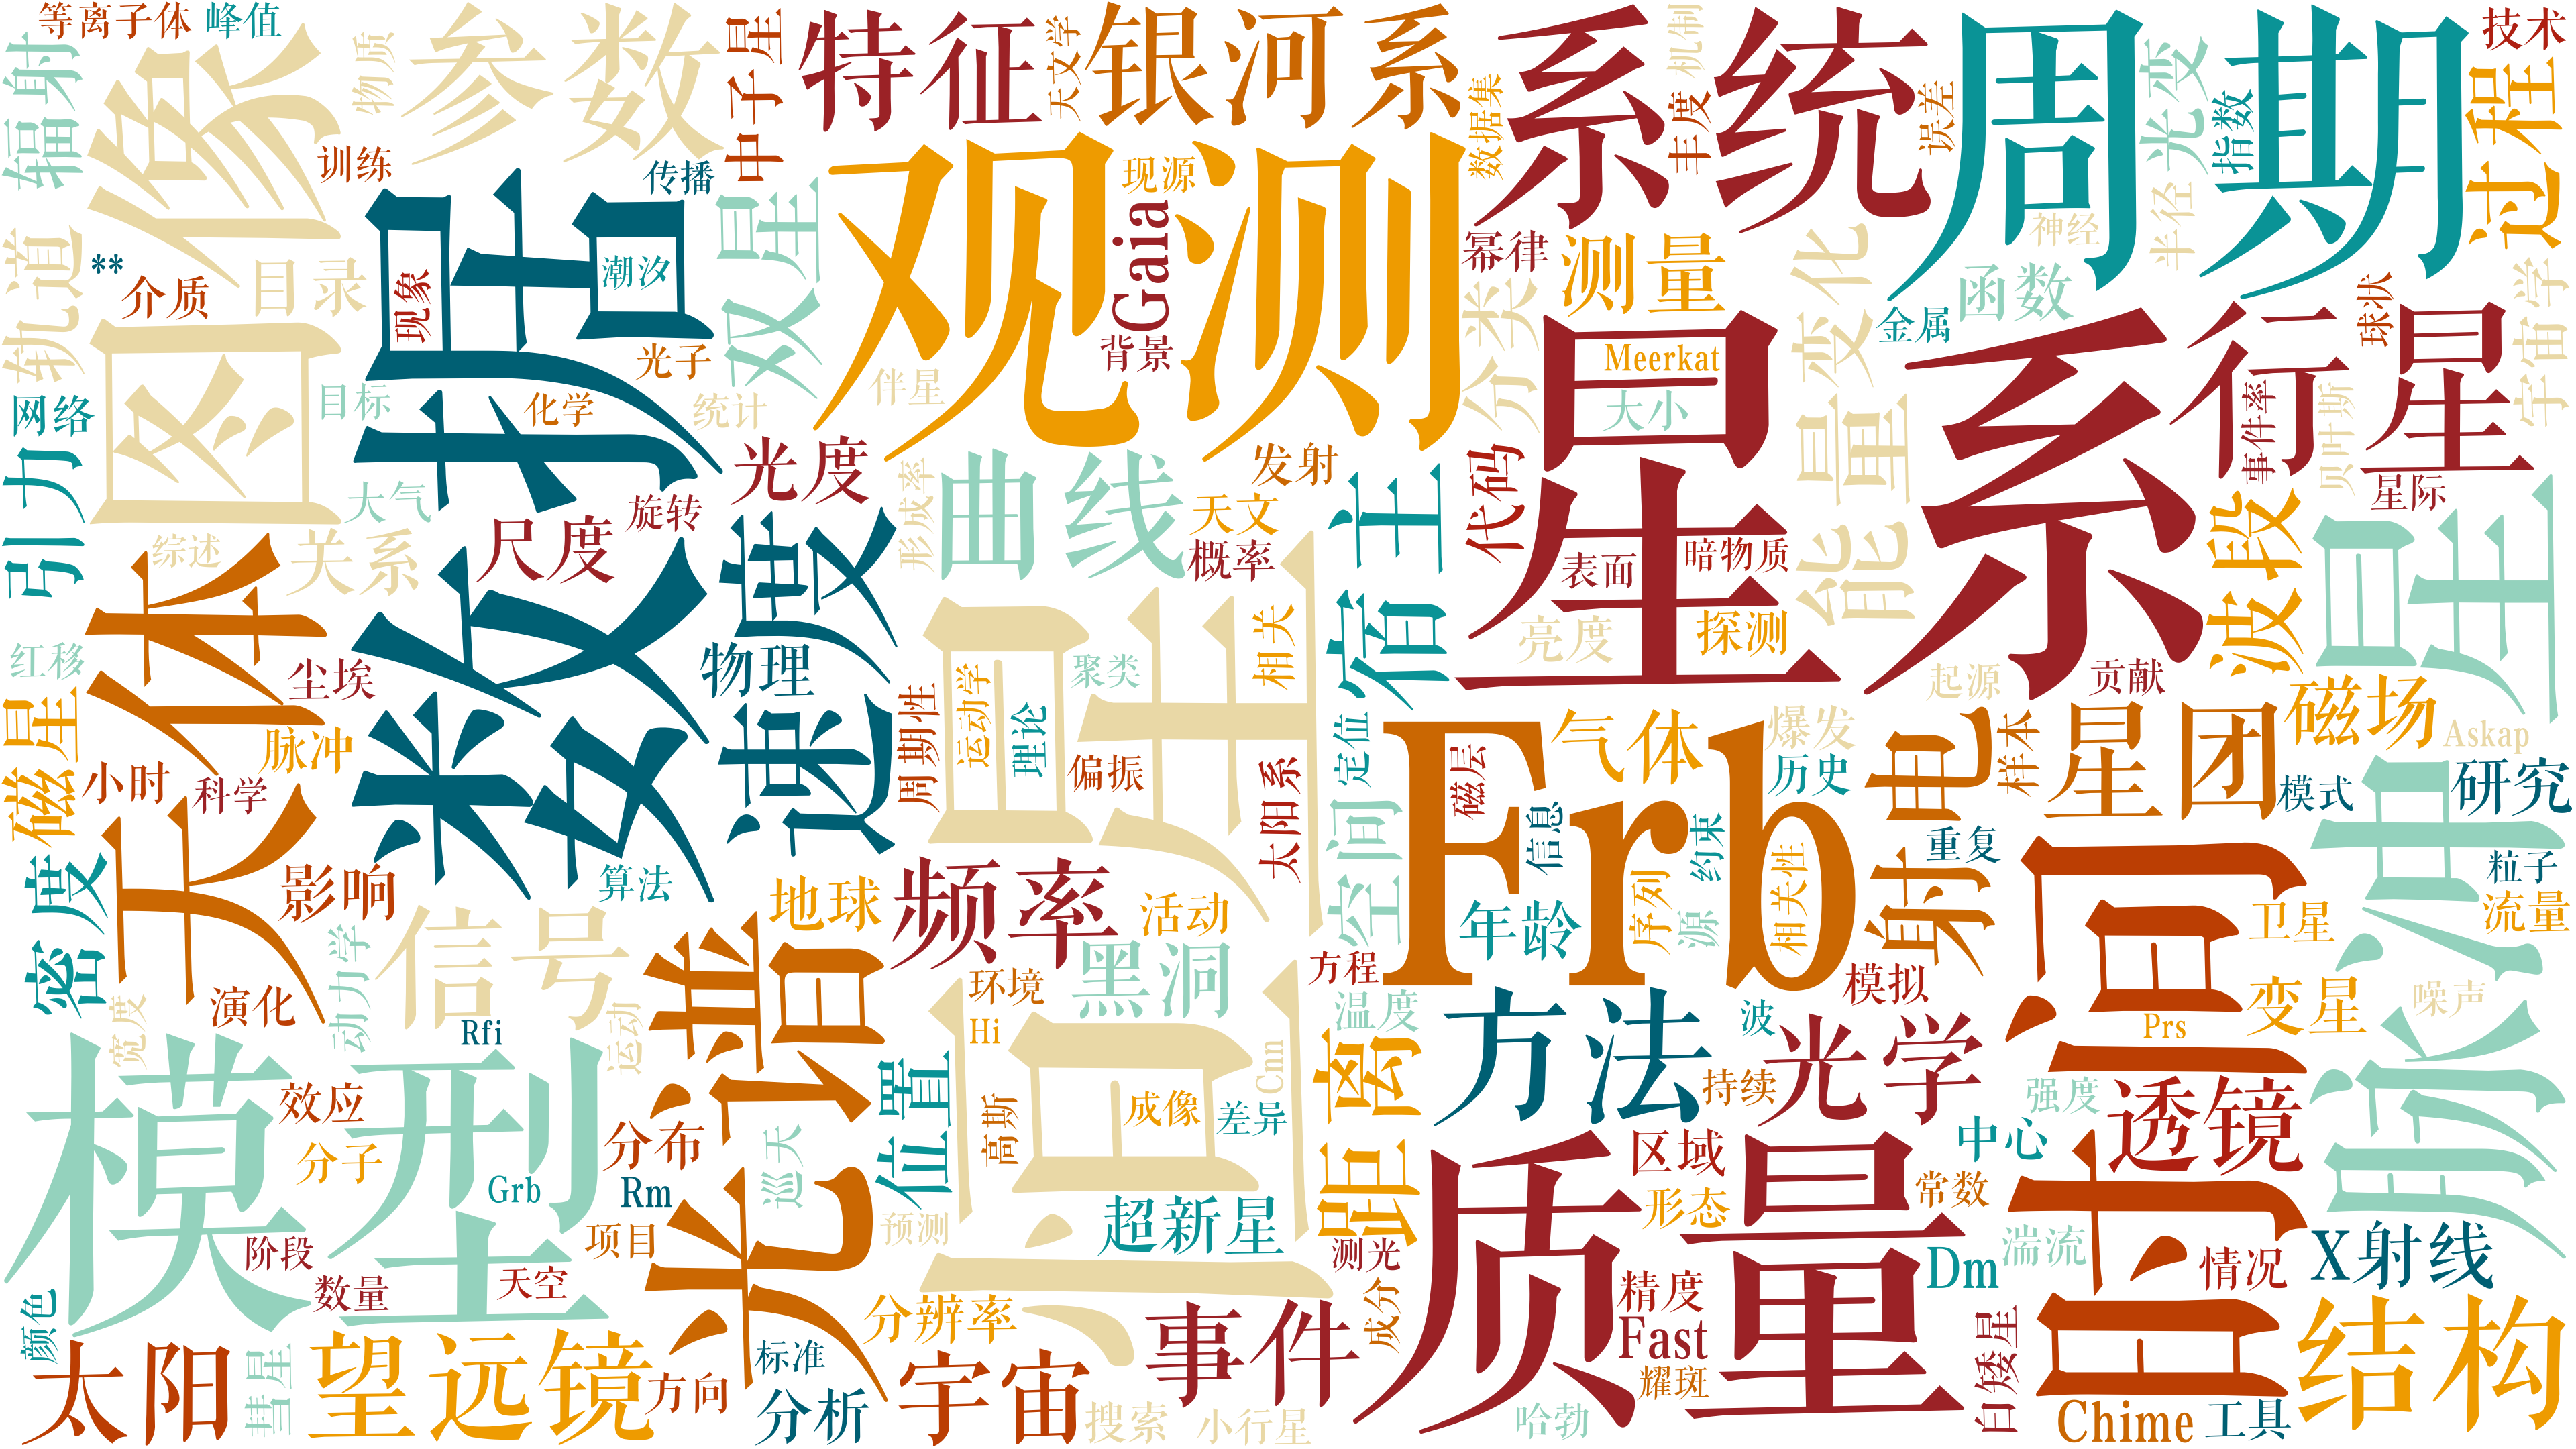 等离子体
峰值
辐射
图像
物质
参数
中子星
特征
天文学
银河系
系统
机制
数据集
丰度
误差
周期
光变
指数
技术
过程
训练
传播
现源
观测
Gaia
背景
数据
现象
潮汐
双星
轨道
**
介质
目录
目标
光子
化学
统计
伴星
幂律
测量
分类
神经
半径
函数
金属
变化
能量
行星
球状
宇宙学
事件率
贝叶斯
星际
星系
Meerkat
大小
表面
暗物质
代码
亮度
探测
网络
引力
大气
综述
关系
尺度
旋转
光度
速度
形成率
曲线
发射
天文
概率
宿主
波段
卫星
红移
磁星
天体
尘埃
脉冲
小时
科学
物理
周期性
运动学
理论
聚类
偏振
相关
太阳系
定位
空间
恒星
Frb
磁层
信息
气体
序列
源
约束
相关性
爆发
历史
起源
贡献
射电
样本
星团
磁场
Askap
模式
研究
粒子
流量
重复
密度
影响
算法
地球
频率
活动
黑洞
演化
动力学
信号
光谱
环境
Hi
方程
温度
年龄
模拟
时间
Prs
变星
噪声
脉冲
宽度
Rfi
运动
模型
效应
分子
Grb
分布
Rm
巡天
位置
高斯
成像
差异
Cnn
距离
方法
波
持续
光学
强度
中心
透镜
项目
预测
超新星
测光
质量
区域
形态
常数
湍流
情况
X射线
阶段
数量
天空
颜色
太阳
彗星
望远镜
方向
标准
分析
分辨率
宇宙
搜索
事件
小行星
成分
精度
Fast
耀斑
哈勃
Dm
白矮星
Chime
工具
结构